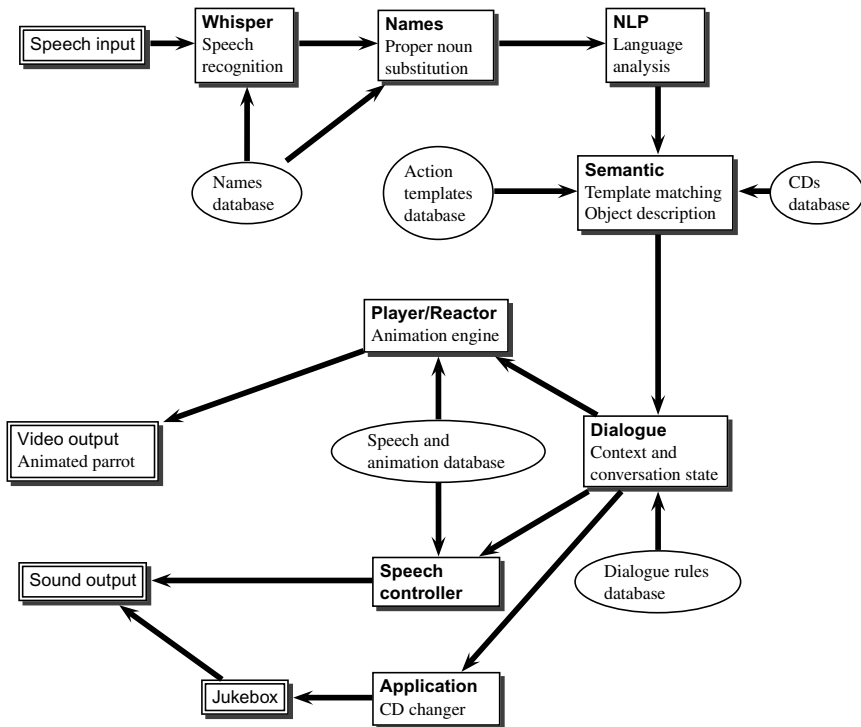 Speech input
Whisper
Speech
recognition
Names
Proper noun
substitution
NLP
Language
analysis
Names
database
Action
templates
database
Semantic
Template matching
Object description
CDs
database
Player/Reactor
Animation engine
Video output
Animated parrot
Speech and
animation database
Dialogue
Context and
conversation state
Sound output
Speech
controller
Dialogue rules
database
Jukebox
Application
CD changer